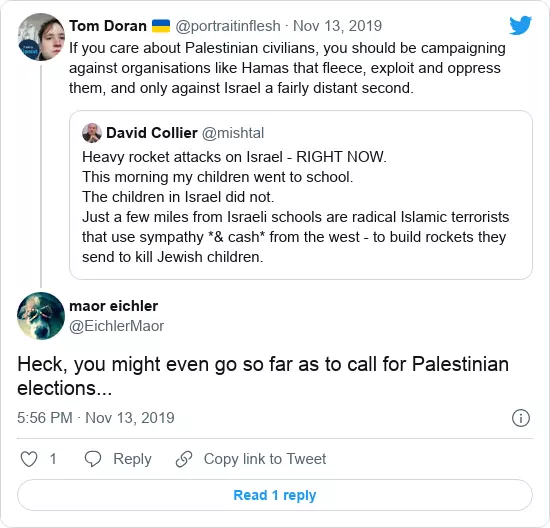 Tom Doran 🇺🇦 @portraitinflesh · Nov 13, 2019
If you care about Palestinian civilians, you should be campaigning
against organisations like Hamas that fleece, exploit and oppress
them, and only against Israel a fairly distant second.
David Collier @mishtal
Heavy rocket attacks on Israel - RIGHT NOW.
This morning my children went to school.
The children in Israel did not.
Just a few miles from Israeli schools are radical Islamic terrorists
that use sympathy *& cash* from the west - to build rockets they
send to kill Jewish children.
maor eichler
@EichlerMaor
Heck, you might even go so far as to call for Palestinian
elections...
5:56 PM · Nov 13, 2019
1 Reply Copy link to Tweet
Read 1 reply